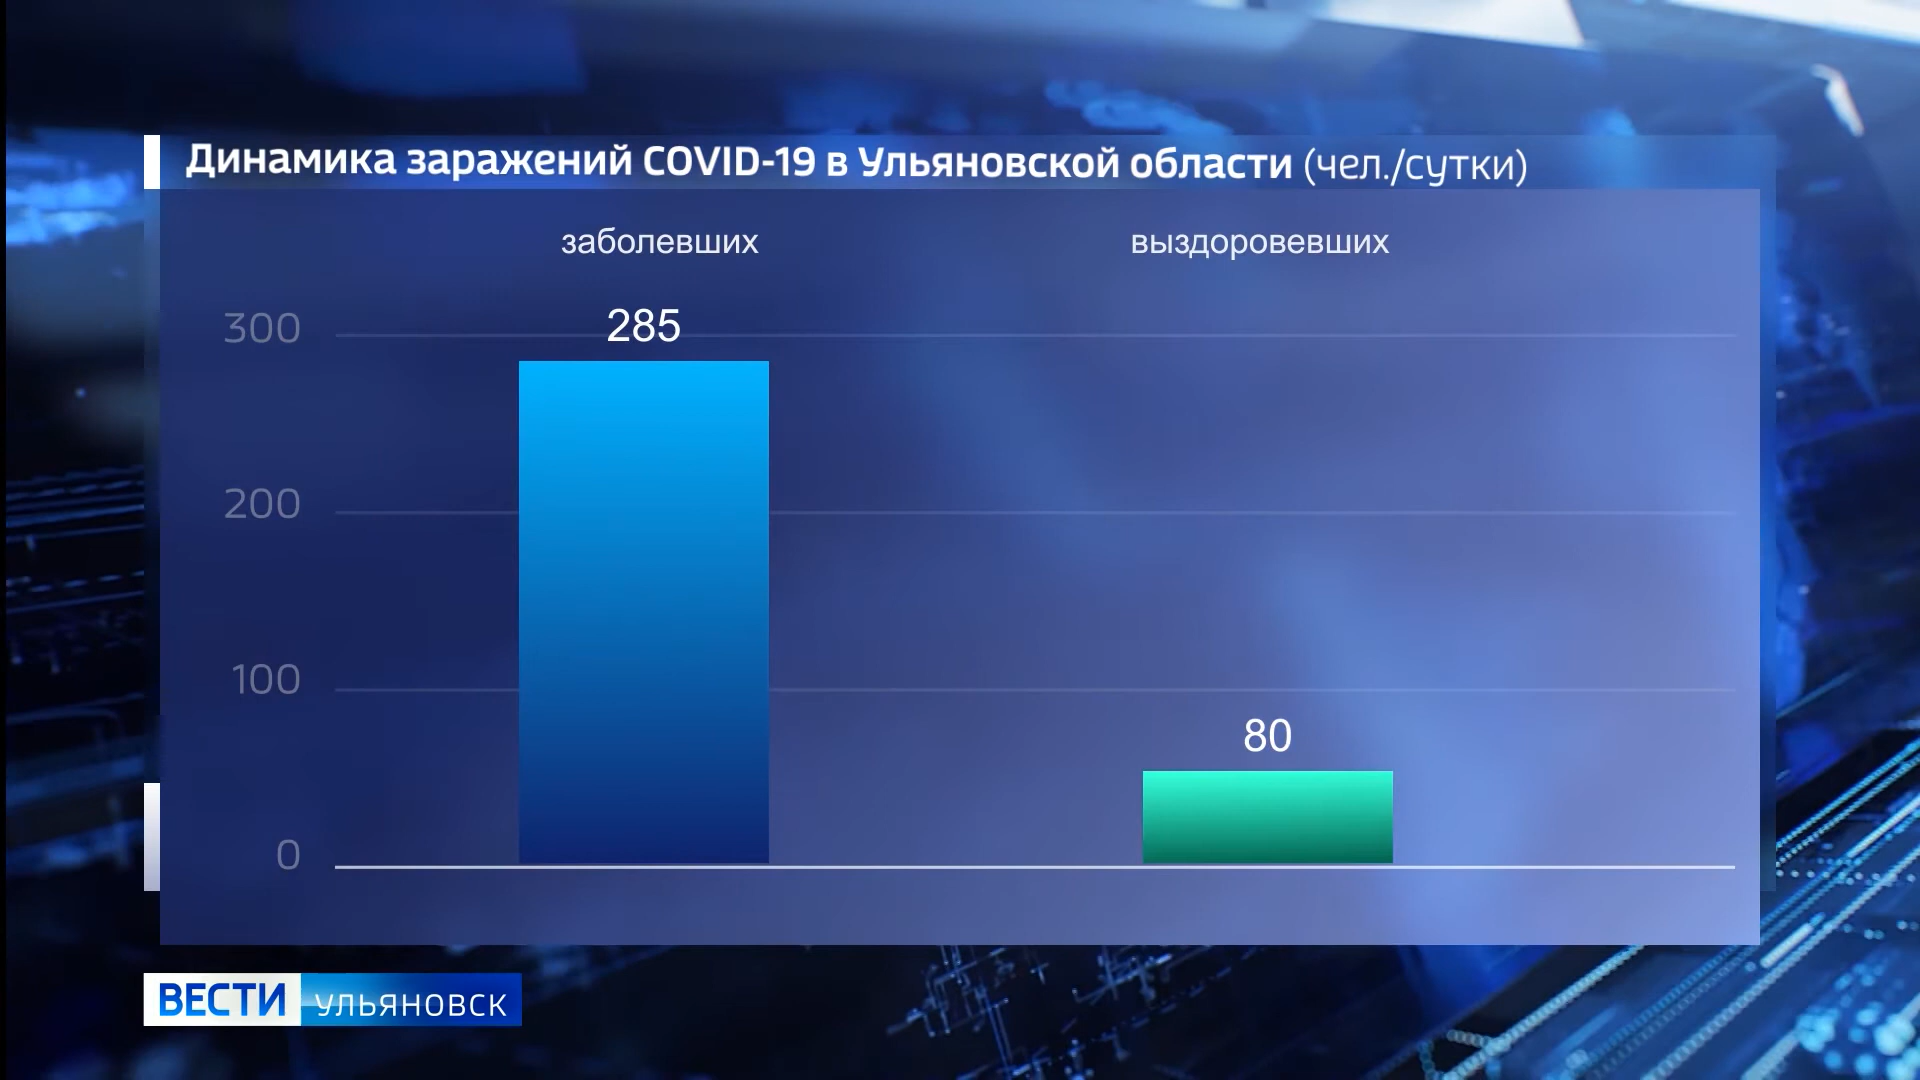 Динамика заражений COVID-19 в Ульяновской области (чел./сутки)
заболевших выздоровевших
300
285
200
100
80
0
ВЕСТИ УЛЬЯНОВСК